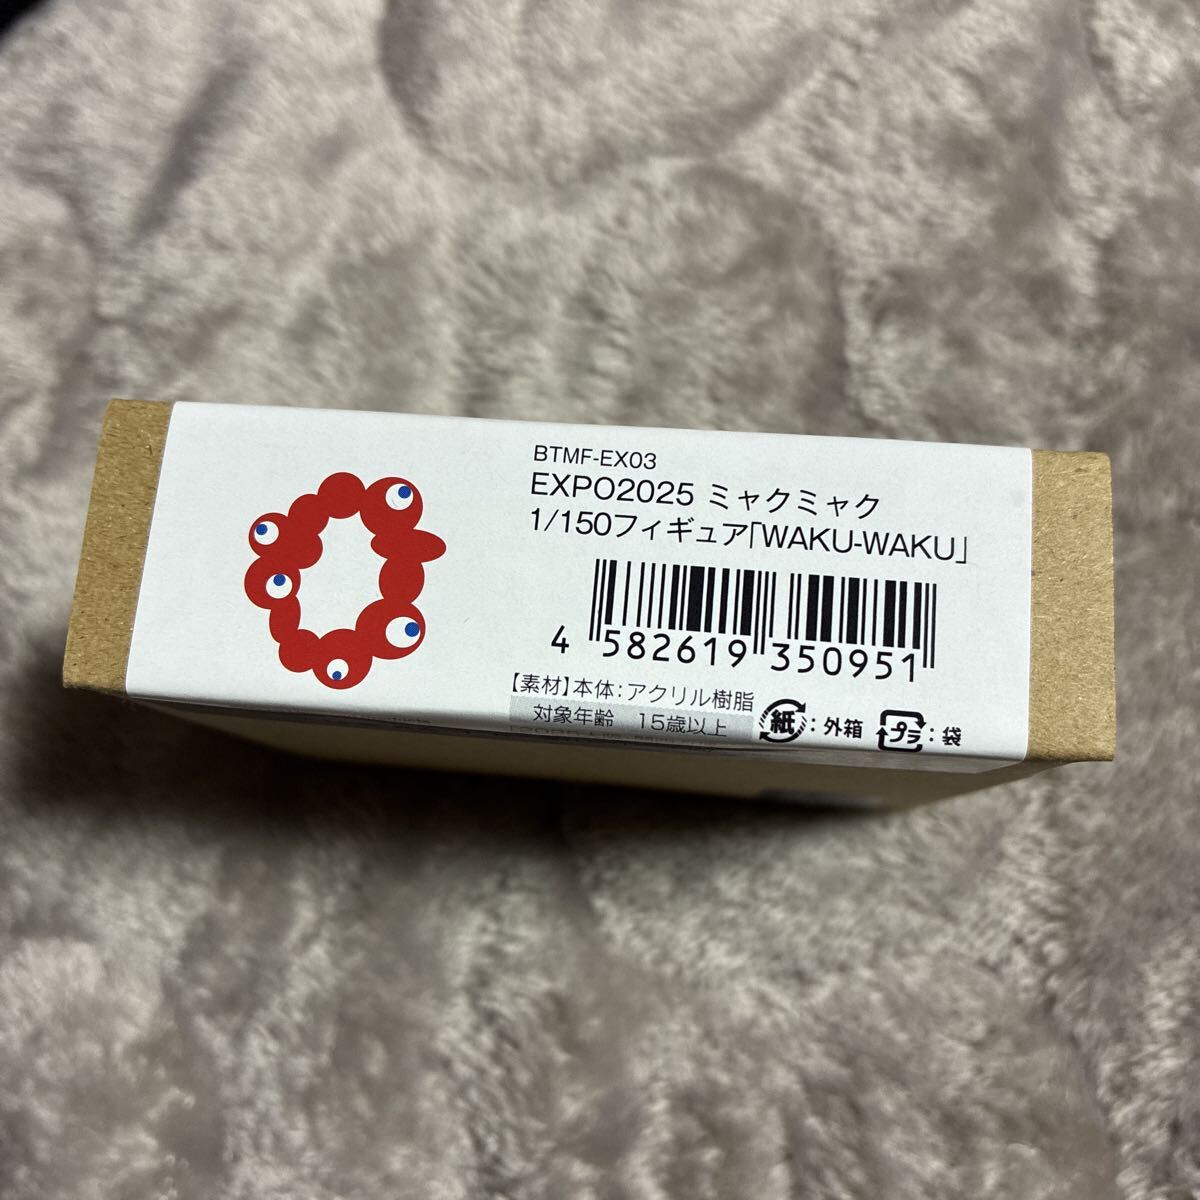 BTMF-EX03
EXPO2025 ミャクミャク
1/150フィギュア「WAKU-WAKU」
4 582619 350951
【素材】本体：アクリル樹脂
対象年齢 15歳以上
紙：外箱 プラ：袋